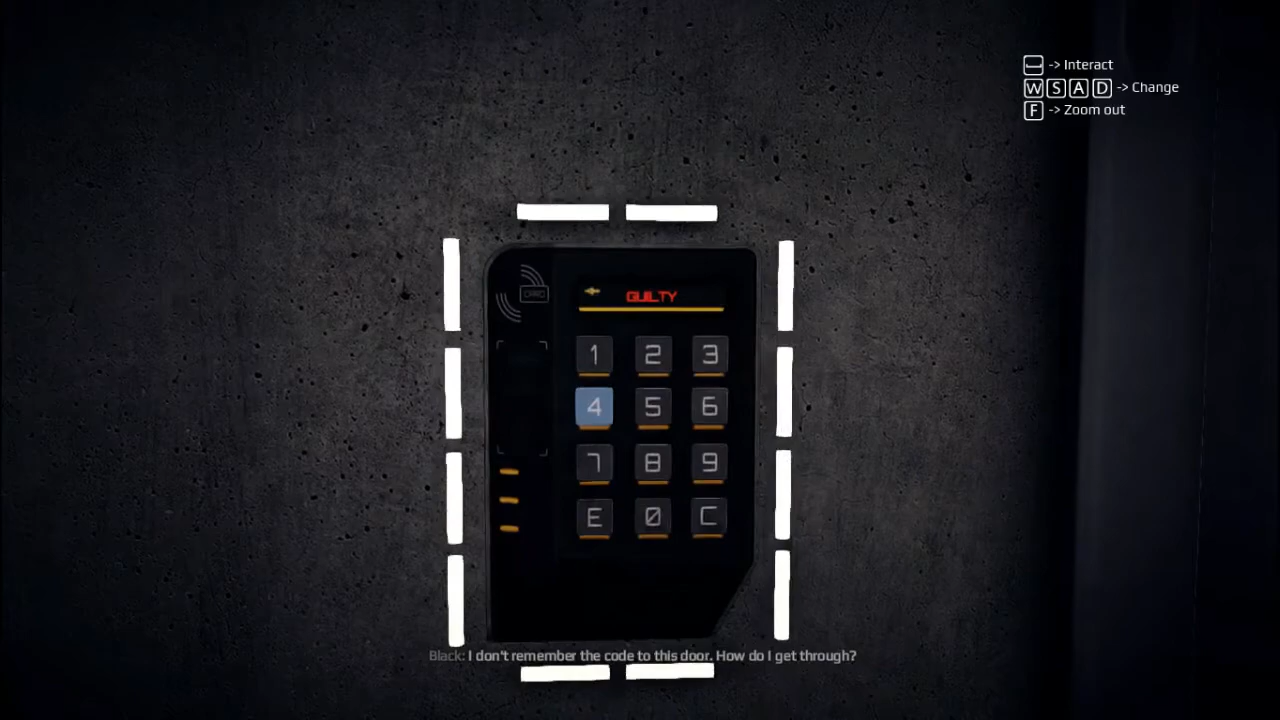 -> Interact
W S A D -> Change
F -> Zoom out
CARD
GUILTY
1 2 3
4 5 6
7 8 9
E 0 C
Black: I don't remember the code to this door. How do I get through?